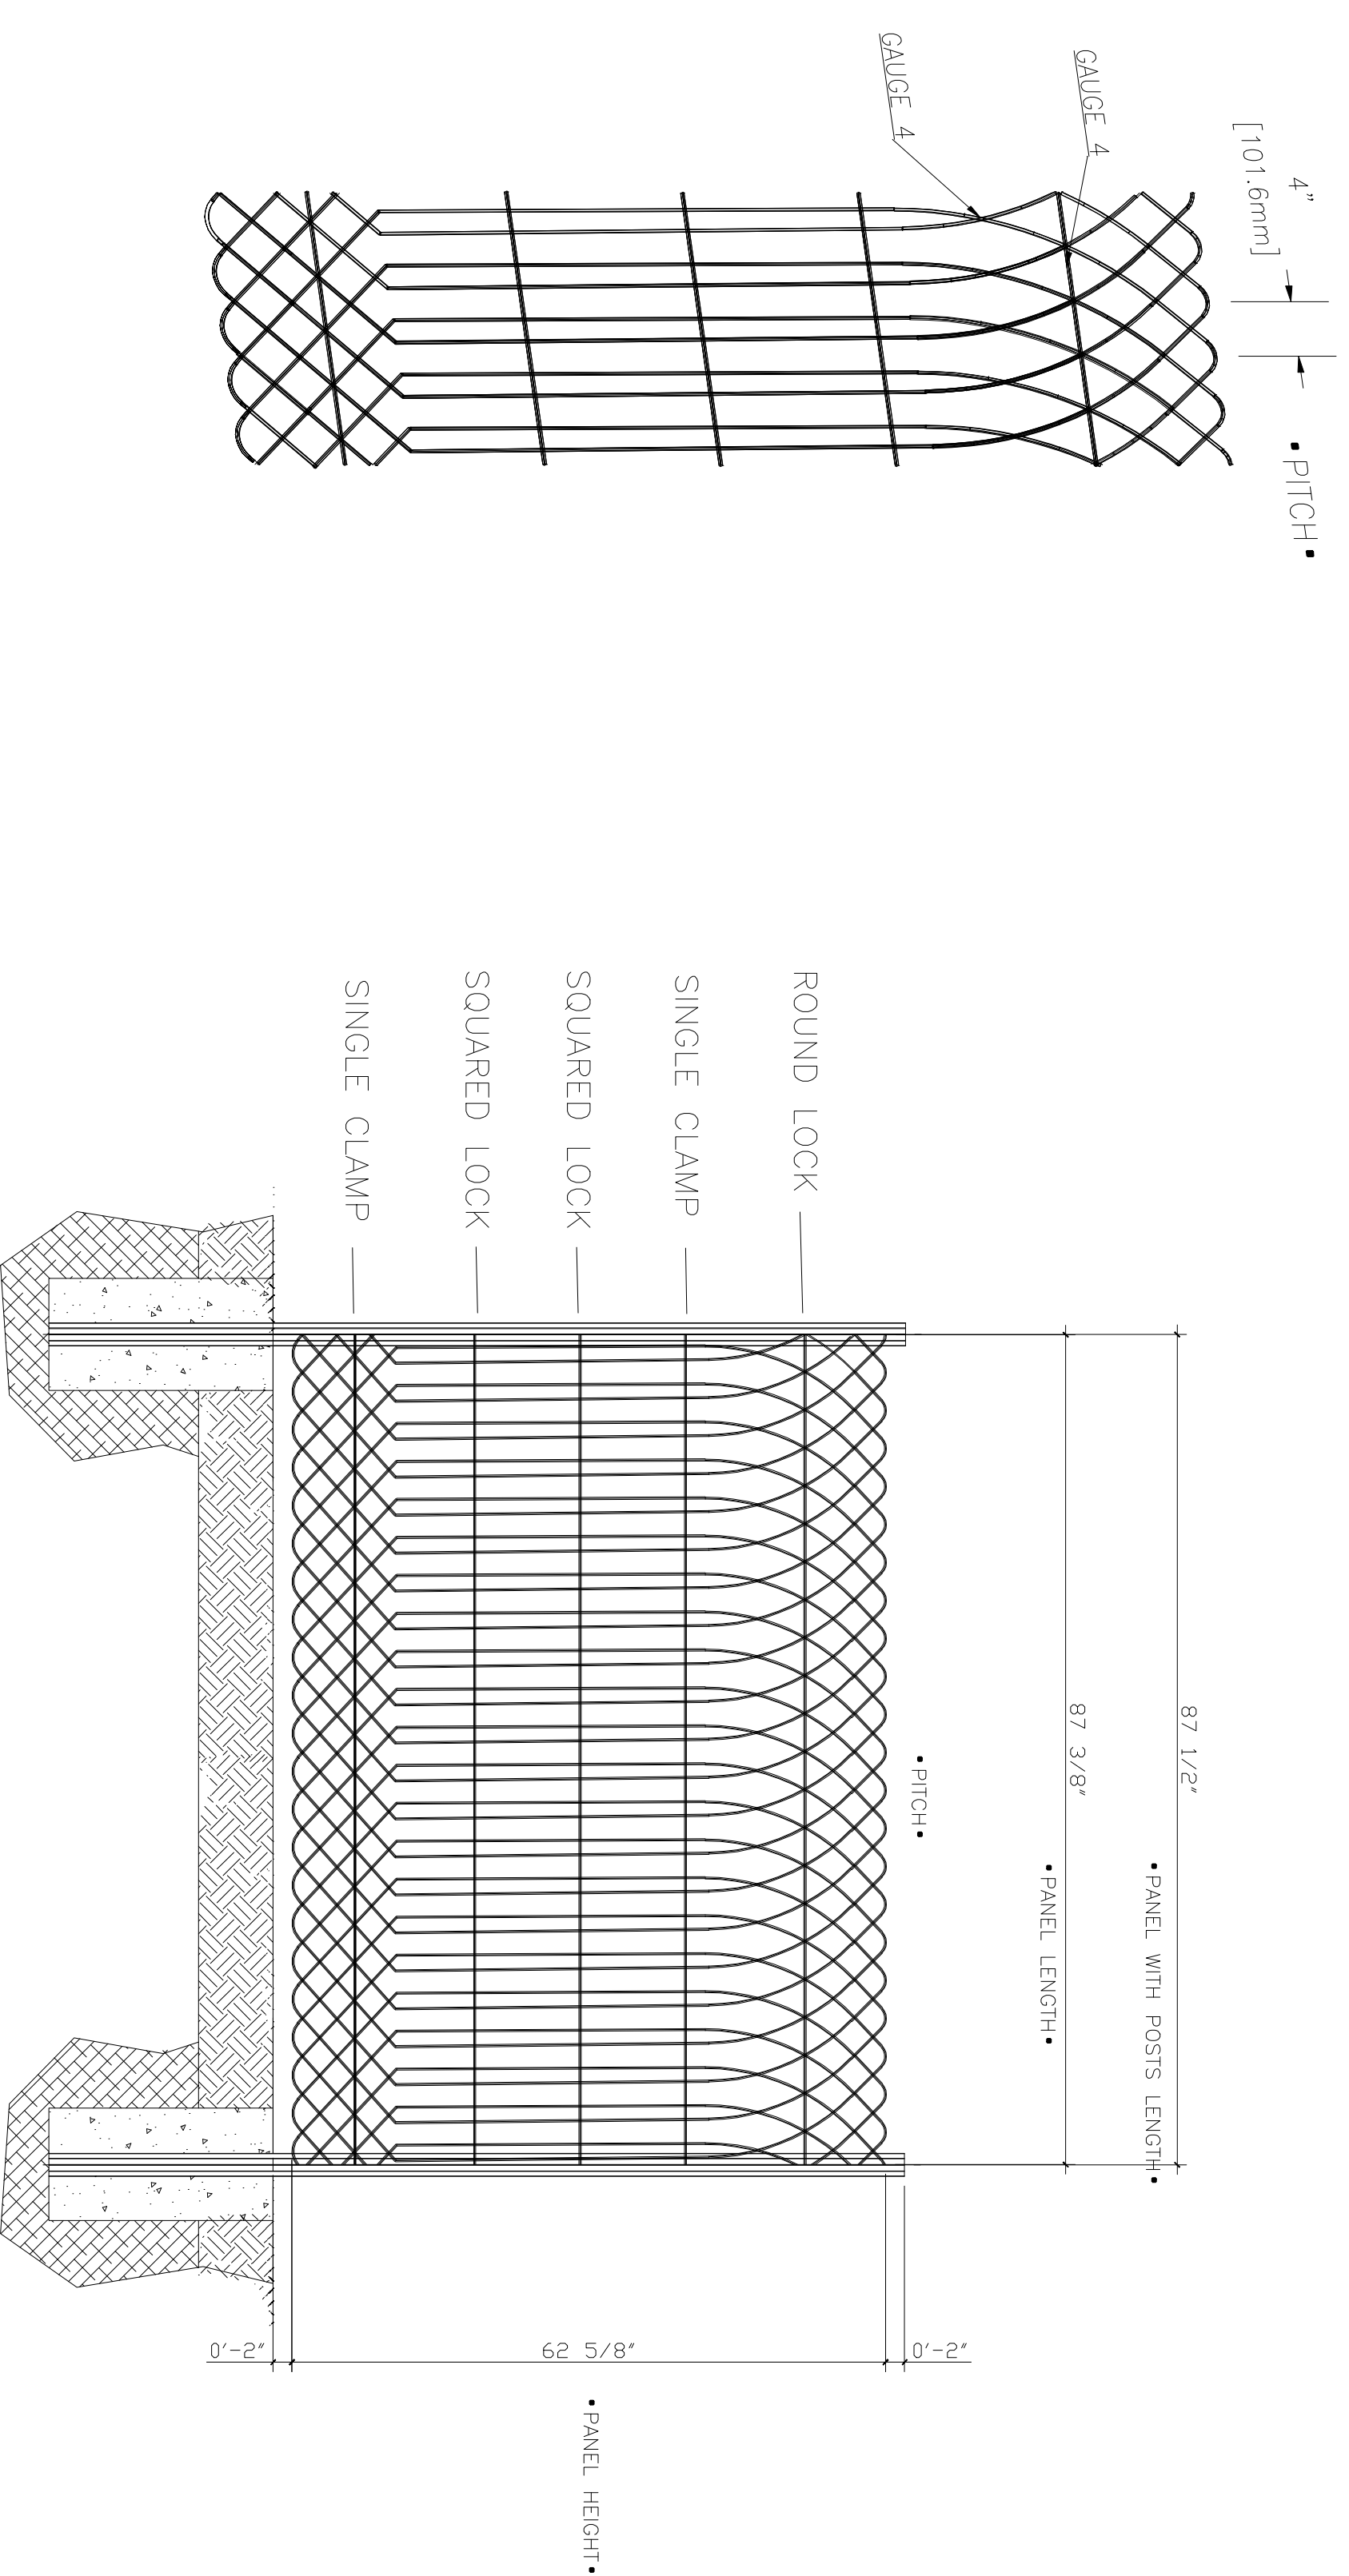 4"
[101.6mm]
•PITCH•
GAUGE 4
GAUGE 4
87 1/2"
•PANEL WITH POSTS LENGTH•
87 3/8"
•PANEL LENGTH•
•PITCH•
ROUND LOCK
SINGLE CLAMP
SQUARED LOCK
SQUARED LOCK
SINGLE CLAMP
0'-2"
62 5/8"
0'-2"
•PANEL HEIGHT•